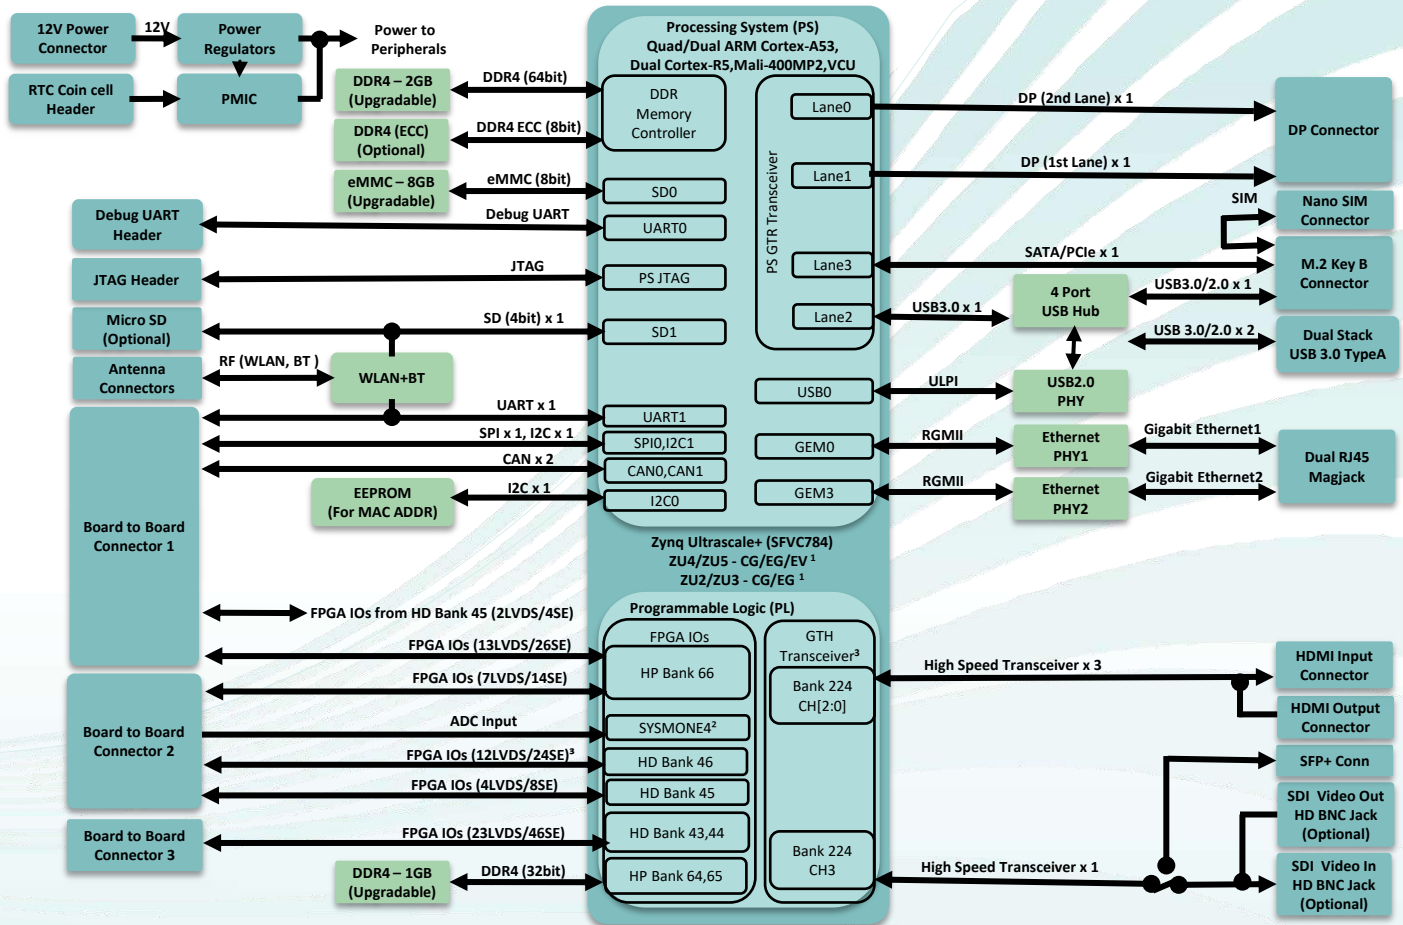 12V Power
Connector
12V
Power
Regulators
Power to
Peripherals
RTC Coin cell
Header
PMIC
Processing System (PS)
Quad/Dual ARM Cortex-A53,
Dual Cortex-R5,Mali-400MP2,VCU
DDR4 – 2GB
(Upgradable)
DDR4 (64bit)
DDR
Memory
Controller
DDR4 (ECC)
(Optional)
DDR4 ECC (8bit)
eMMC – 8GB
(Upgradable)
eMMC (8bit)
SD0
Debug UART
Header
Debug UART
UART0
JTAG Header
JTAG
PS JTAG
Micro SD
(Optional)
SD (4bit) x 1
SD1
Antenna
Connectors
RF (WLAN, BT )
WLAN+BT
UART x 1
UART1
SPI x 1, I2C x 1
SPI0,I2C1
CAN x 2
CAN0,CAN1
EEPROM
(For MAC ADDR)
I2C x 1
I2C0
Board to Board
Connector 1
PS GTR Transceiver
Lane0
DP (2nd Lane) x 1
DP Connector
Lane1
DP (1st Lane) x 1
SIM
Nano SIM
Connector
Lane3
SATA/PCIe x 1
M.2 Key B
Connector
Lane2
USB3.0 x 1
4 Port
USB Hub
USB3.0/2.0 x 1
USB 3.0/2.0 x 2
Dual Stack
USB 3.0 TypeA
USB0
ULPI
USB2.0
PHY
GEM0
RGMII
Ethernet
PHY1
Gigabit Ethernet1
Dual RJ45
Magjack
GEM3
RGMII
Ethernet
PHY2
Gigabit Ethernet2
Zynq Ultrascale+ (SFVC784)
ZU4/ZU5 - CG/EG/EV ¹
ZU2/ZU3 - CG/EG ¹
FPGA IOs from HD Bank 45 (2LVDS/4SE)
Programmable Logic (PL)
FPGA IOs
FPGA IOs (13LVDS/26SE)
HP Bank 66
FPGA IOs (7LVDS/14SE)
Board to Board
Connector 2
ADC Input
SYSMONE4²
FPGA IOs (12LVDS/24SE)³
HD Bank 46
FPGA IOs (4LVDS/8SE)
HD Bank 45
Board to Board
Connector 3
FPGA IOs (23LVDS/46SE)
HD Bank 43,44
DDR4 – 1GB
(Upgradable)
DDR4 (32bit)
HP Bank 64,65
GTH
Transceiver³
Bank 224
CH[2:0]
High Speed Transceiver x 3
HDMI Input
Connector
HDMI Output
Connector
SFP+ Conn
SDI Video Out
HD BNC Jack
(Optional)
Bank 224
CH3
High Speed Transceiver x 1
SDI Video In
HD BNC Jack
(Optional)